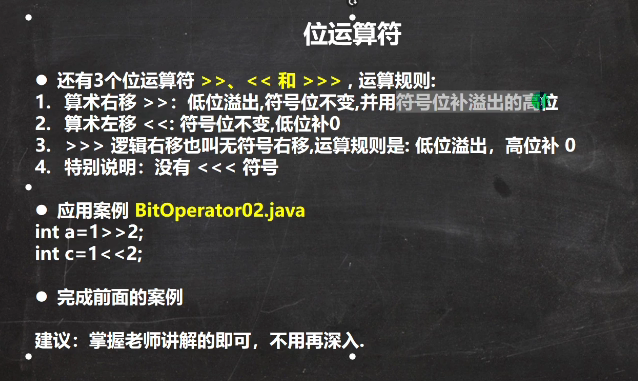 位运算符
● 还有3个位运算符 >>、<< 和 >>> , 运算规则:
1. 算术右移 >>：低位溢出,符号位不变,并用符号位补溢出的高位
2. 算术左移 <<: 符号位不变,低位补0
3. >>> 逻辑右移也叫无符号右移,运算规则是: 低位溢出，高位补 0
4. 特别说明：没有 <<< 符号
● 应用案例 BitOperator02.java
int a=1>>2;
int c=1<<2;
● 完成前面的案例
建议：掌握老师讲解的即可，不用再深入.